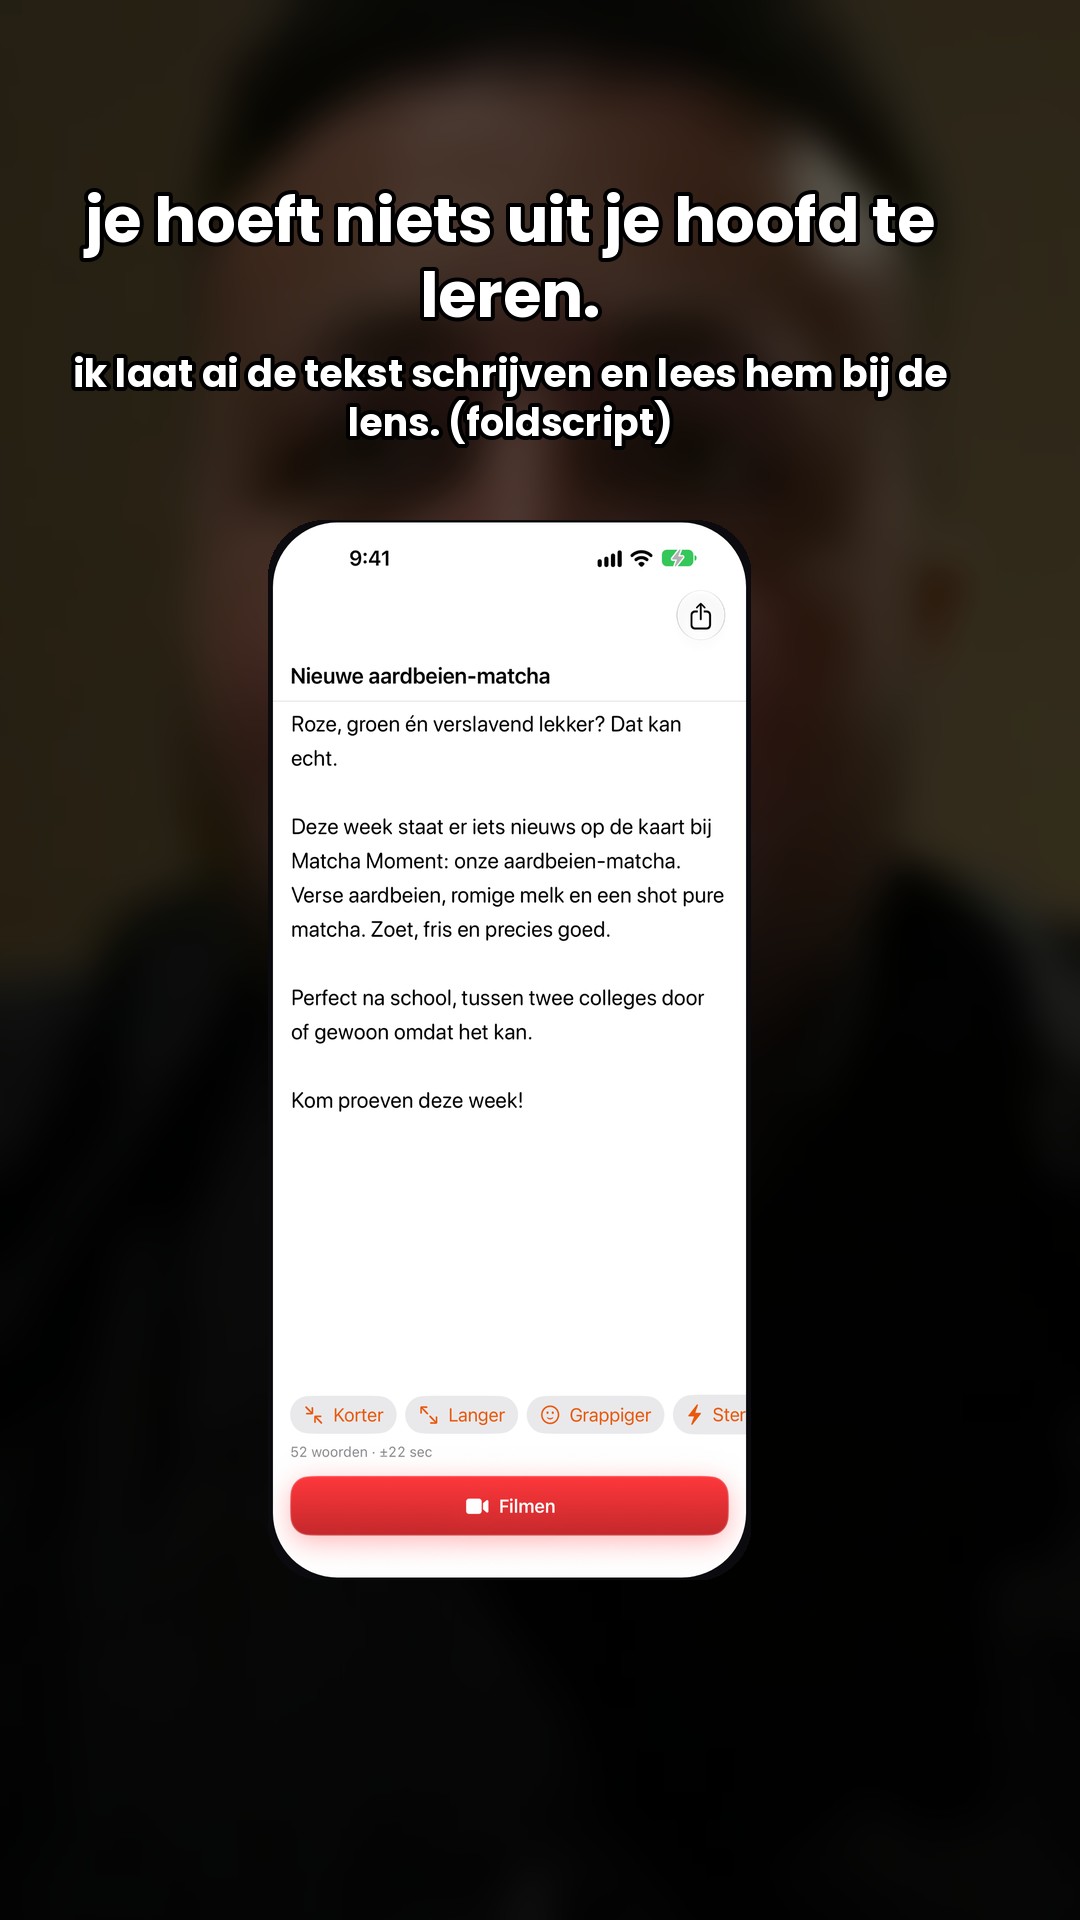 je hoeft niets uit je hoofd te
leren.
ik laat ai de tekst schrijven en lees hem bij de
lens. (foldscript)
9:41
Nieuwe aardbeien-matcha
Roze, groen én verslavend lekker? Dat kan
echt.
Deze week staat er iets nieuws op de kaart bij
Matcha Moment: onze aardbeien-matcha.
Verse aardbeien, romige melk en een shot pure
matcha. Zoet, fris en precies goed.
Perfect na school, tussen twee colleges door
of gewoon omdat het kan.
Kom proeven deze week!
Korter Langer Grappiger Ster
52 woorden · ±22 sec
Filmen